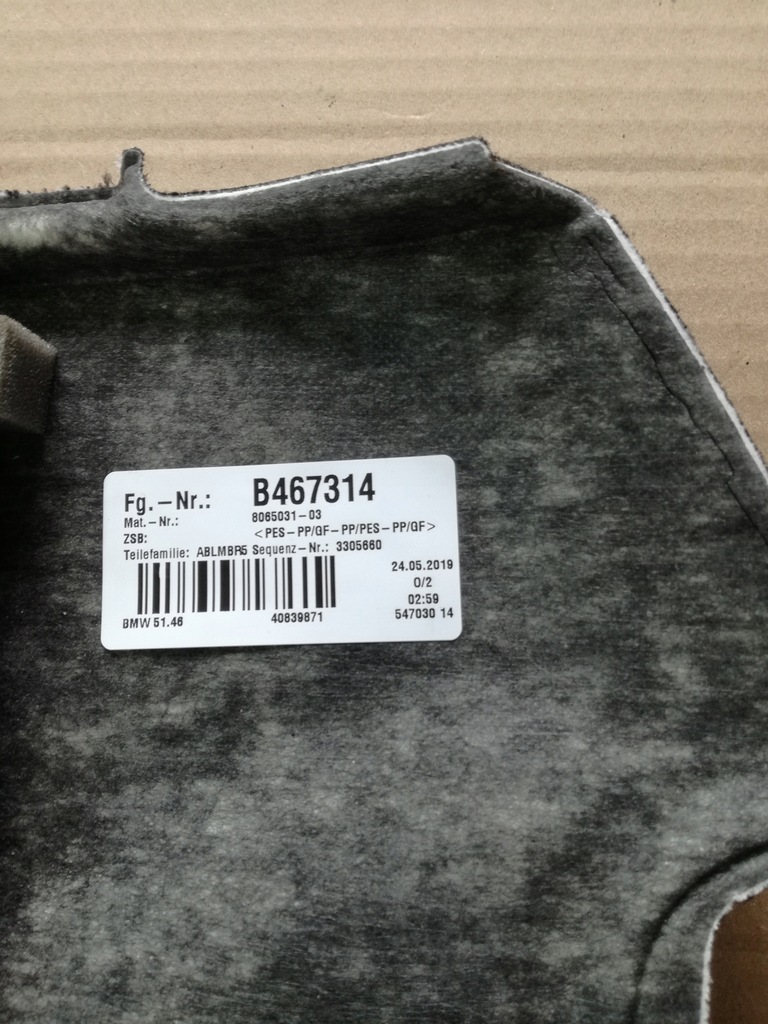 Fg.-Nr.: B467314
Mat.-Nr.: 8065031-03
ZSB: <PES-PP/GF-PP/PES-PP/GF>
Teilefamilie: ABLMBR5 Sequenz-Nr.: 3305660
24.05.2019
0/2
02:59
BMW 51.46 40839871 547030 14